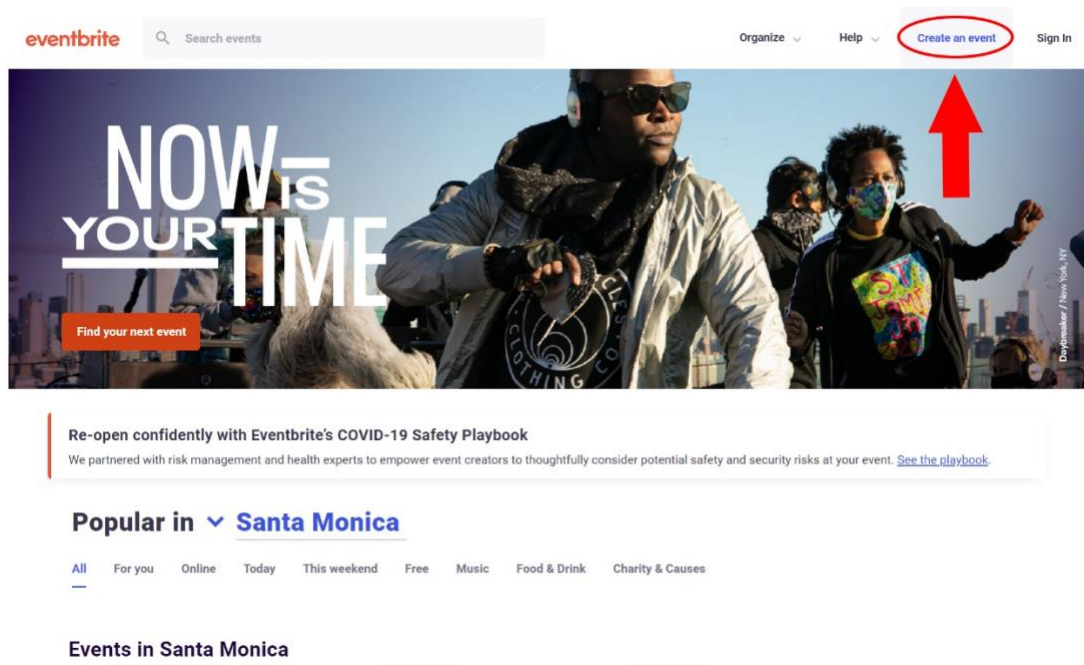 eventbrite
Search events
Organize
Help
Create an event
Sign In
NOW IS
YOUR TIME
Find your next event
CLOTHING CO.
Daybreaker / New York, NY
Re-open confidently with Eventbrite's COVID-19 Safety Playbook
We partnered with risk management and health experts to empower event creators to thoughtfully consider potential safety and security risks at your event. See the playbook.
Popular in Santa Monica
All For you Online Today This weekend Free Music Food & Drink Charity & Causes
Events in Santa Monica